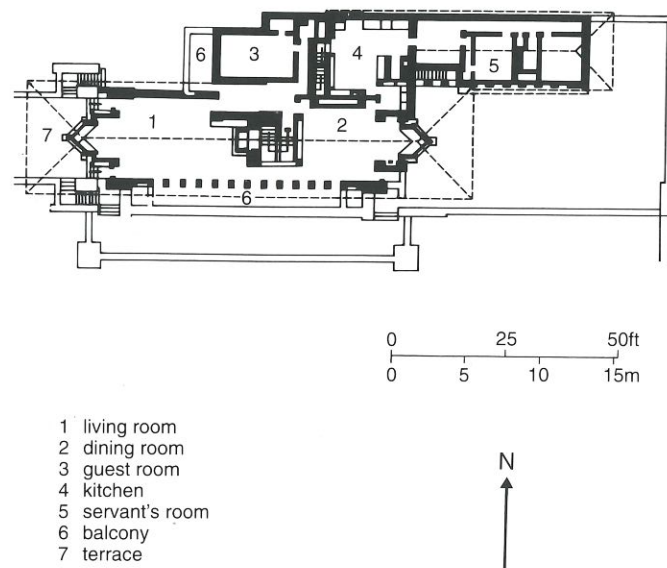 6
3
4
5
1
2
7
6
0 25 50ft
0 5 10 15m
1 living room
2 dining room
3 guest room
4 kitchen
5 servant's room
6 balcony
7 terrace
N